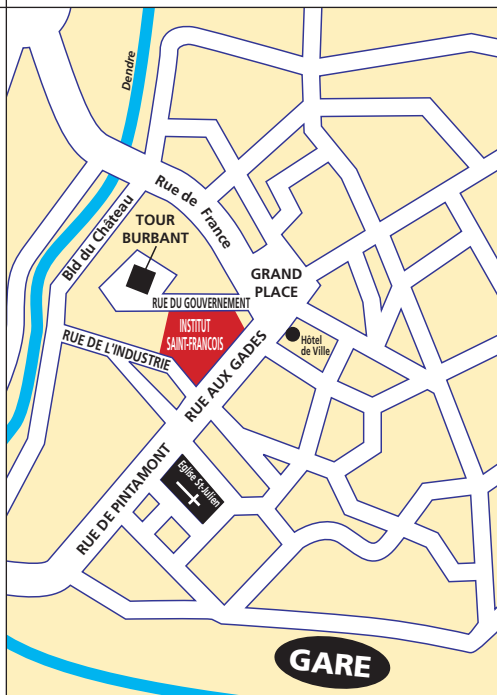 Dendre
Rue de France
Bld du Château
TOUR
BURBANT
GRAND
PLACE
RUE DU GOUVERNEMENT
INSTITUT
SAINT-FRANCOIS
Hôtel
de Ville
RUE DE L'INDUSTRIE
RUE AUX GADES
RUE DE PINTAMONT
Eglise St-Julien
GARE